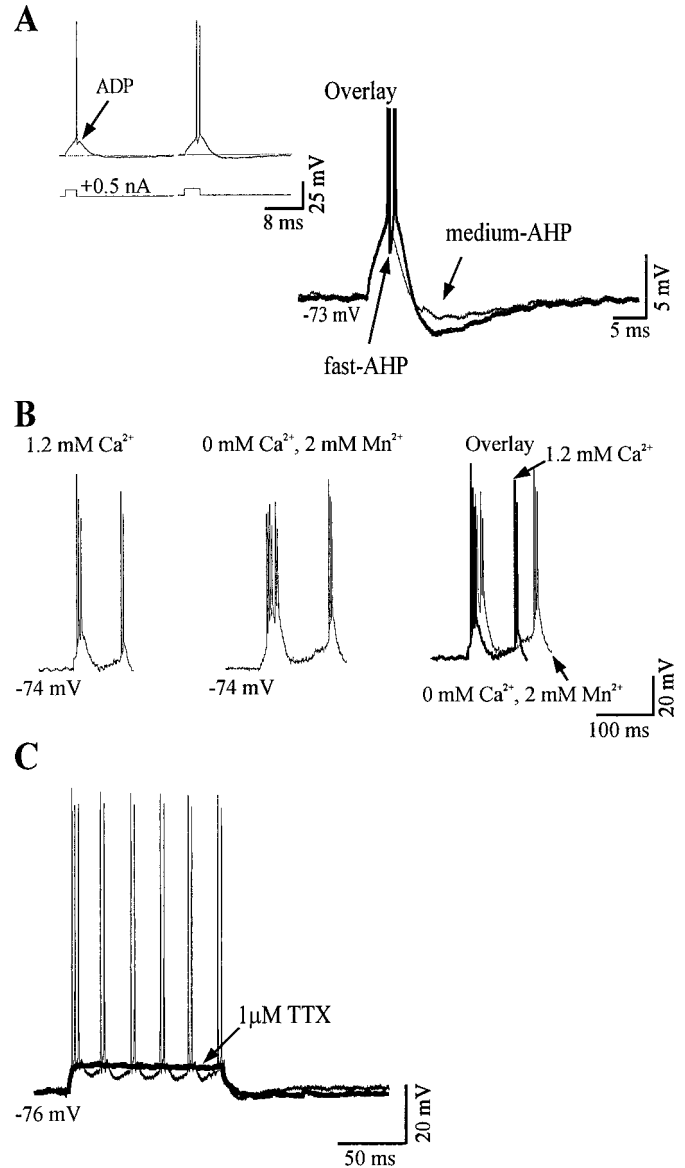 A
ADP
+0.5 nA
8 ms
25 mV
Overlay
medium-AHP
-73 mV
fast-AHP
5 ms
5 mV
B
1.2 mM Ca²⁺
0 mM Ca²⁺, 2 mM Mn²⁺
Overlay
1.2 mM Ca²⁺
-74 mV
-74 mV
0 mM Ca²⁺, 2 mM Mn²⁺
100 ms
20 mV
C
1μM TTX
-76 mV
50 ms
20 mV